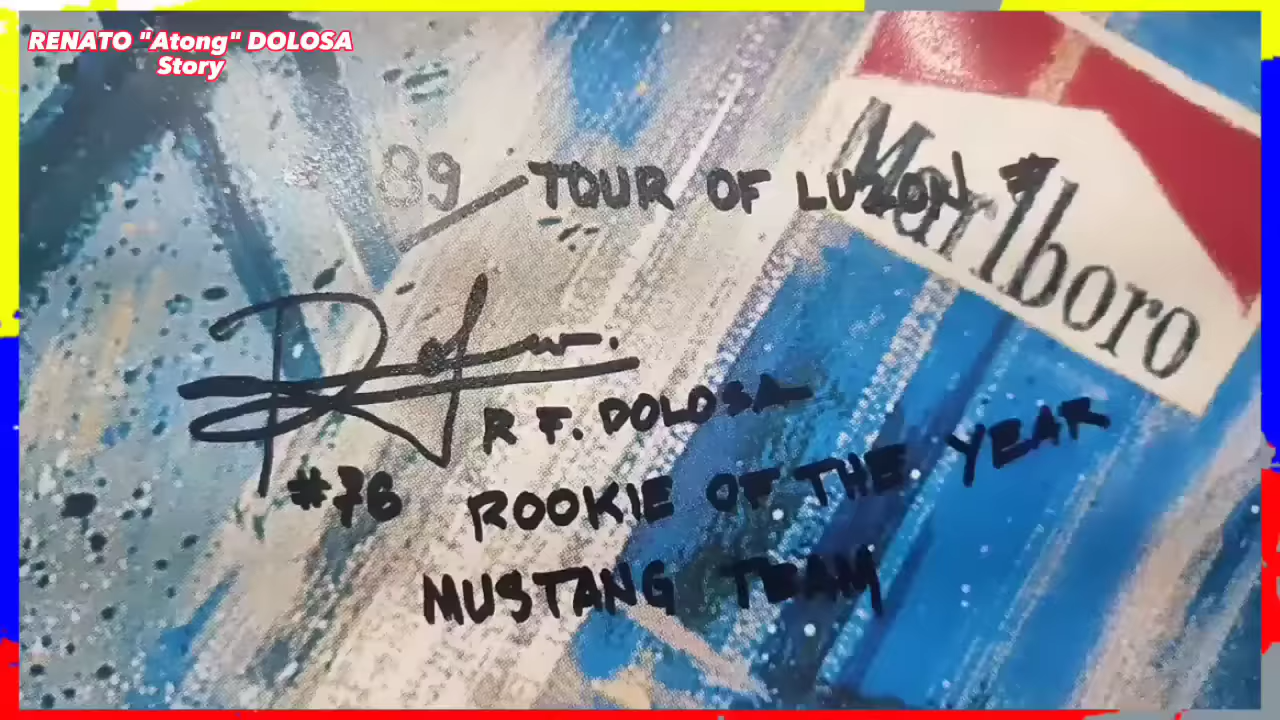 RENATO "Atong" DOLOSA
Story
Marlboro
89 — TOUR OF LUZON
R F. DOLOSA
#76 ROOKIE OF THE YEAR
MUSTANG TEAM